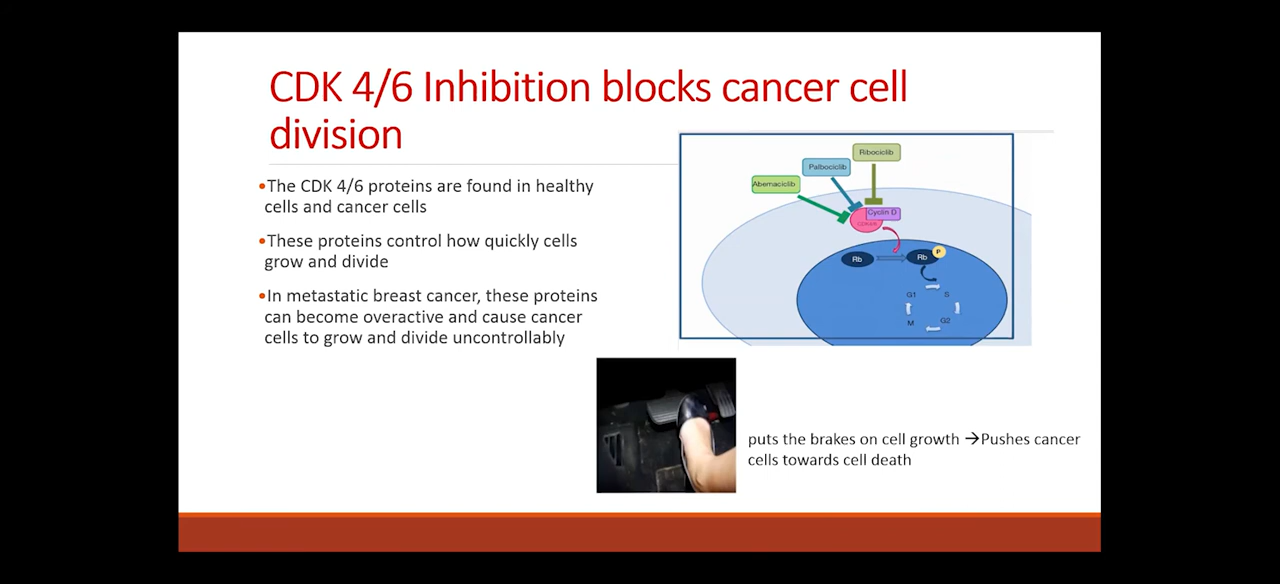 CDK 4/6 Inhibition blocks cancer cell
division
•The CDK 4/6 proteins are found in healthy
cells and cancer cells
•These proteins control how quickly cells
grow and divide
•In metastatic breast cancer, these proteins
can become overactive and cause cancer
cells to grow and divide uncontrollably
Ribociclib
Palbociclib
Abemaciclib
Cyclin D
Rb
Rb
P
G1
S
M
G2
puts the brakes on cell growth →Pushes cancer
cells towards cell death